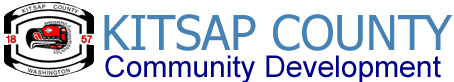 KITSAP COUNTY
18 57
WASHINGTON
KITSAP COUNTY
Community Development